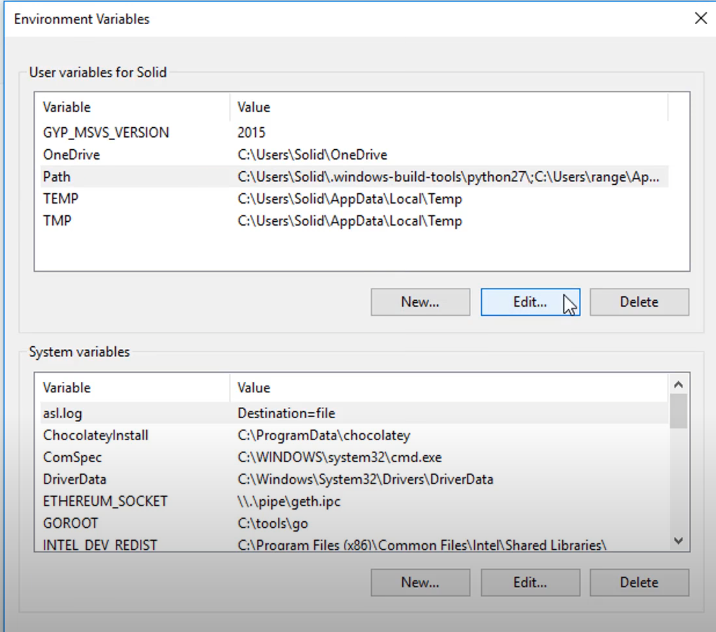 Environment Variables
User variables for Solid
Variable Value
GYP_MSVS_VERSION 2015
OneDrive C:\Users\Solid\OneDrive
Path C:\Users\Solid\.windows-build-tools\python27\;C:\Users\range\Ap...
TEMP C:\Users\Solid\AppData\Local\Temp
TMP C:\Users\Solid\AppData\Local\Temp
New... Edit... Delete
System variables
Variable Value
asl.log Destination=file
ChocolateyInstall C:\ProgramData\chocolatey
ComSpec C:\WINDOWS\system32\cmd.exe
DriverData C:\Windows\System32\Drivers\DriverData
ETHEREUM_SOCKET \\.\pipe\geth.ipc
GOROOT C:\tools\go
INTEL_DEV_REDIST C:\Program Files (x86)\Common Files\Intel\Shared Libraries\
New... Edit... Delete